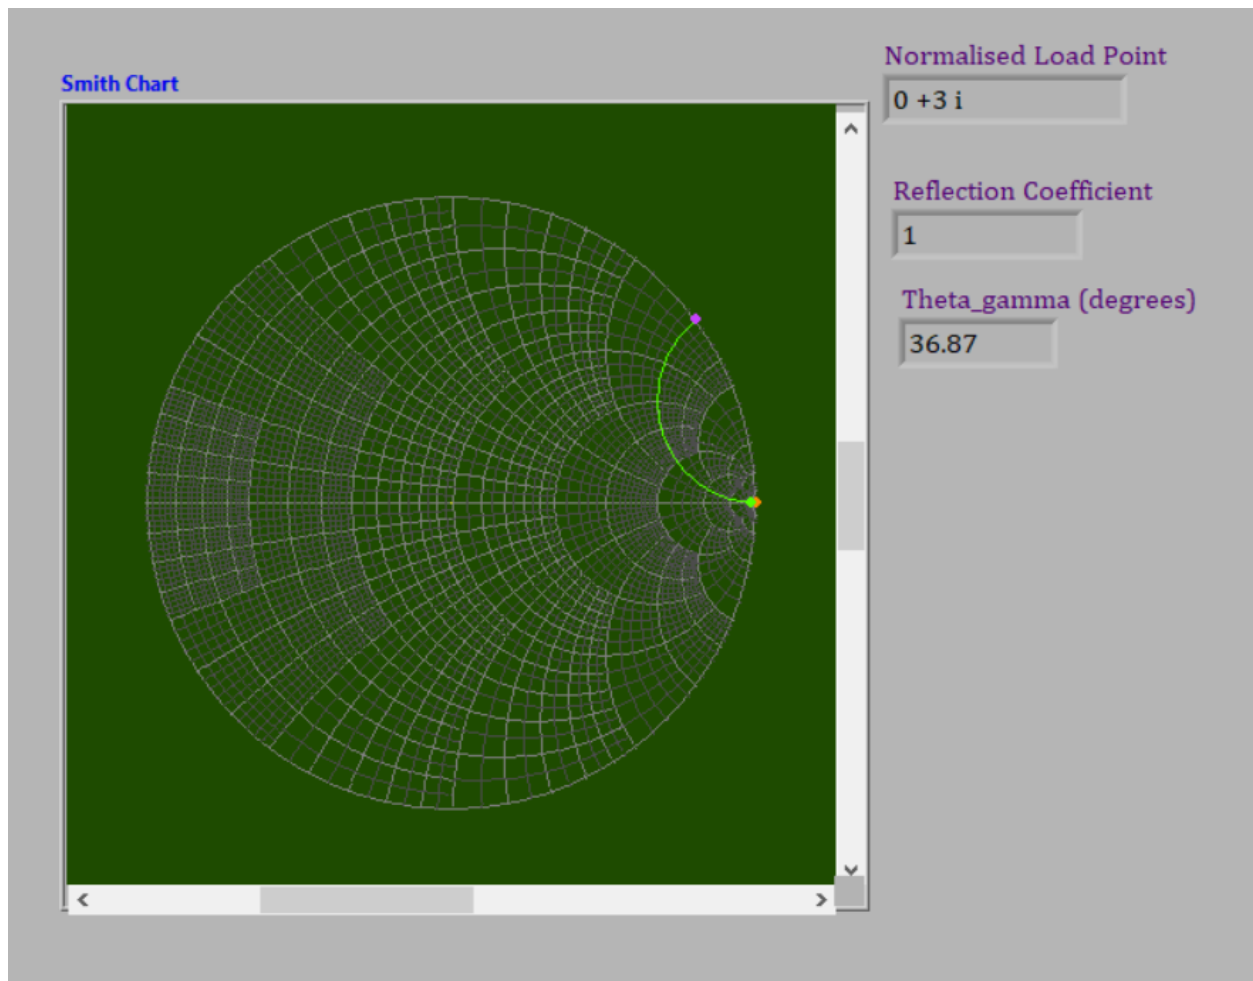 Smith Chart
Normalised Load Point
0 +3 i
Reflection Coefficient
1
Theta_gamma (degrees)
36.87